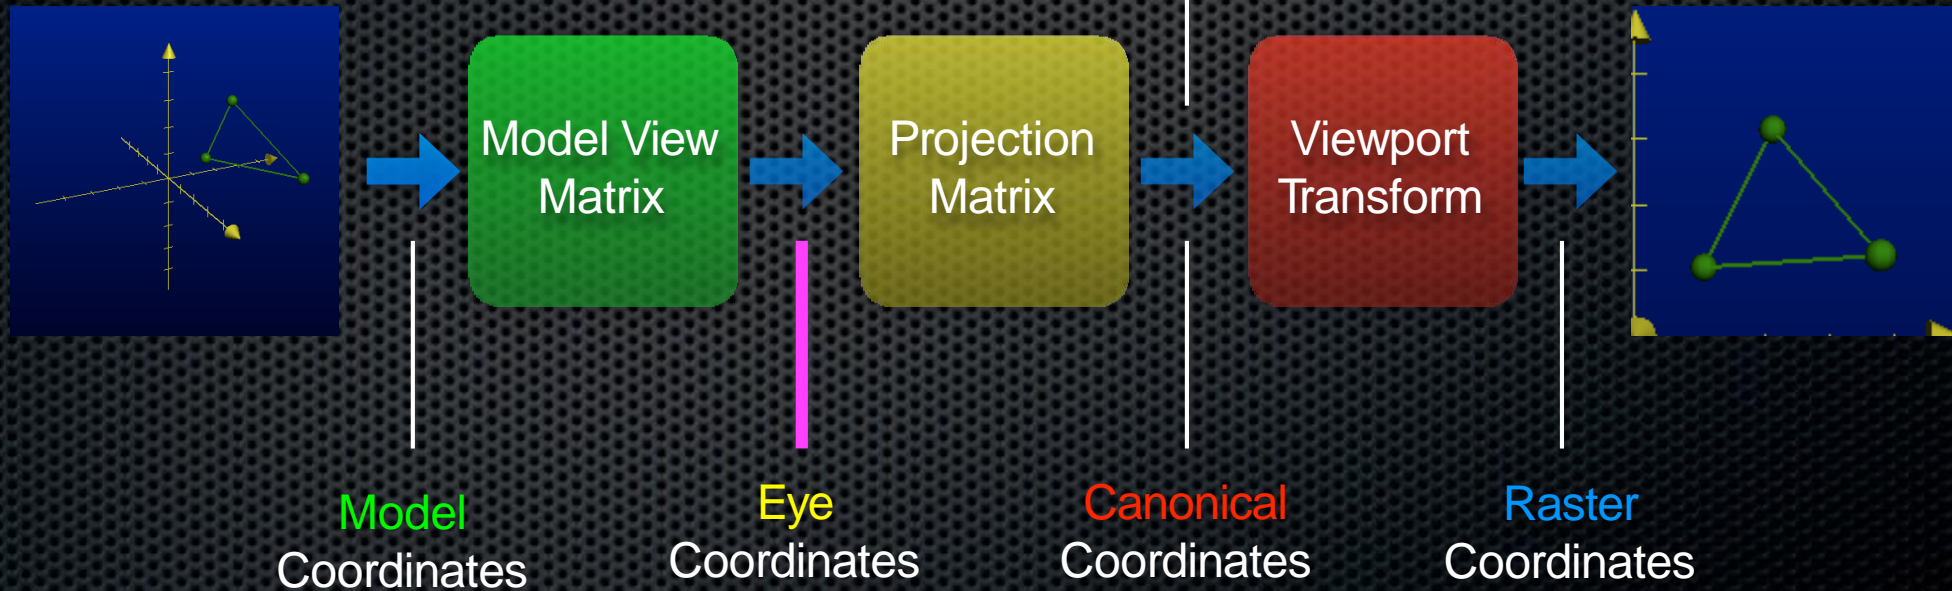 Model View
Matrix
Projection
Matrix
Viewport
Transform
Model
Coordinates
Eye
Coordinates
Canonical
Coordinates
Raster
Coordinates